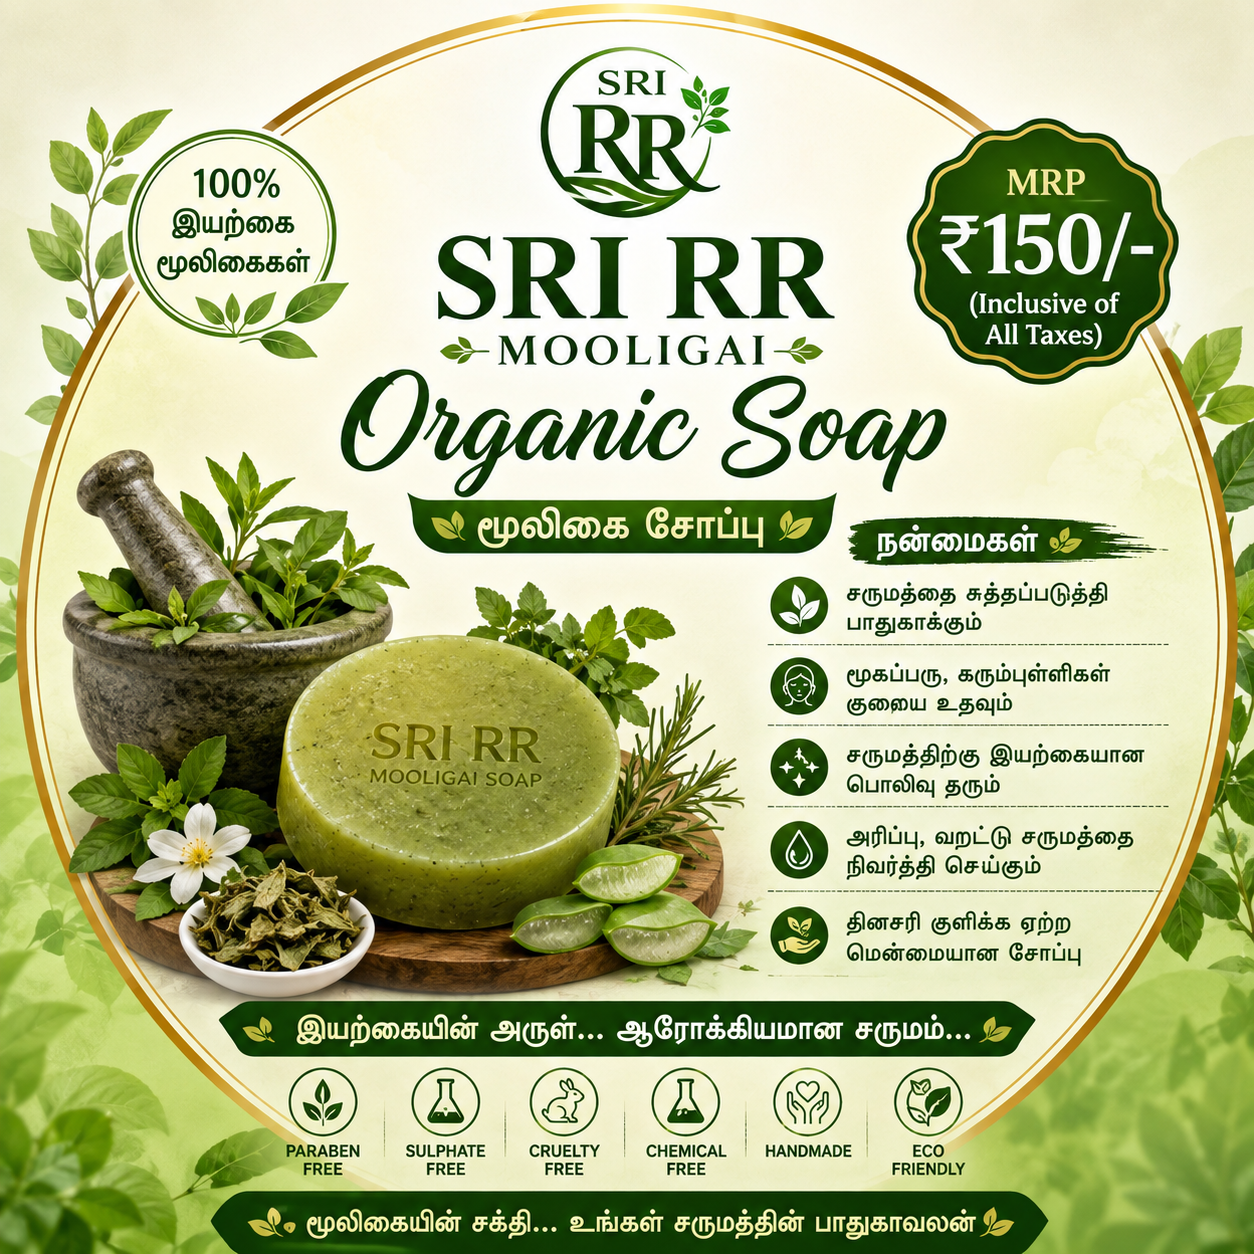 SRI
RR
100%
இயற்கை
மூலிகைகள்
MRP
₹150/-
(Inclusive of
All Taxes)
SRI RR
MOOLIGAI
Organic Soap
மூலிகை சோப்பு
நன்மைகள்
சருமத்தை சுத்தப்படுத்தி
பாதுகாக்கும்
மூகப்பரு, கரும்புள்ளிகள்
குறைய உதவும்
சருமத்திற்கு இயற்கையான
பொலிவு தரும்
அரிப்பு, வறட்டு சருமத்தை
நிவர்த்தி செய்கும்
தினசரி குளிக்க ஏற்ற
மென்மையான சோப்பு
SRI RR
MOOLIGAI SOAP
இயற்கையின் அருள்... ஆரோக்கியமான சருமம்...
PARABEN
FREE
SULPHATE
FREE
CRUELTY
FREE
CHEMICAL
FREE
HANDMADE
ECO
FRIENDLY
மூலிகையின் சக்தி... உங்கள் சருமத்தின் பாதுகாவலன்